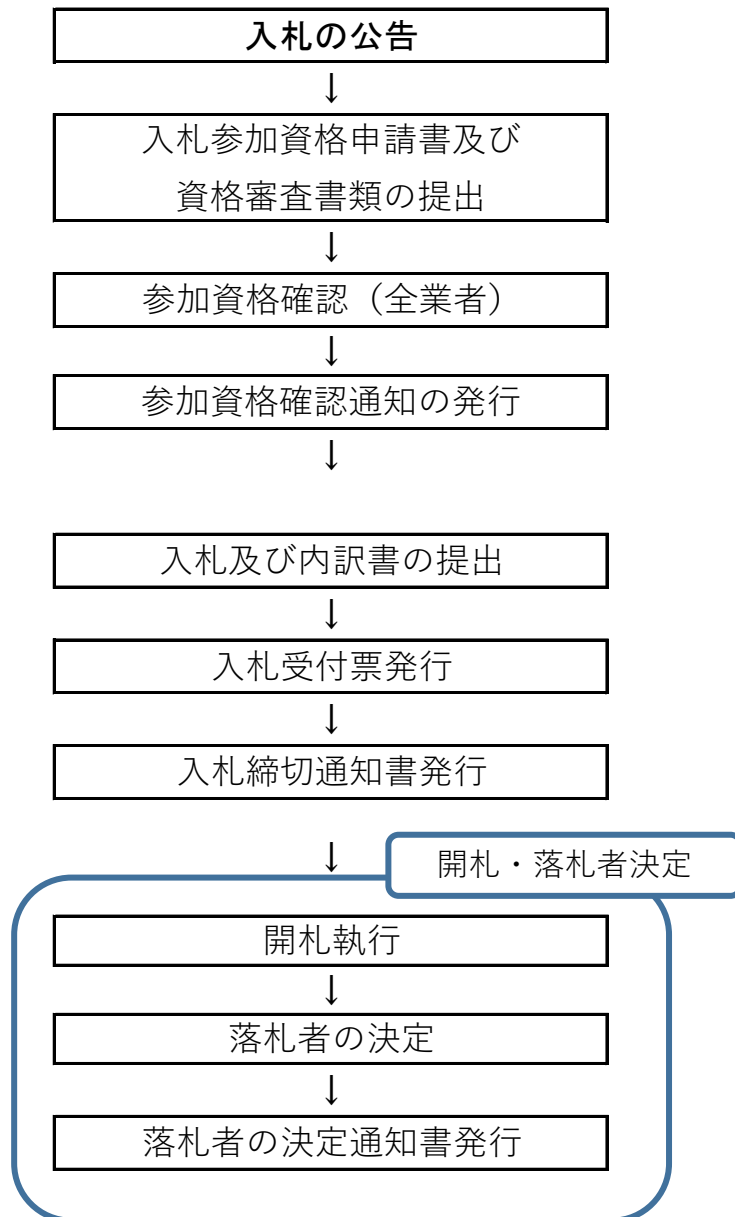 入札の公告
↓
入札参加資格申請書及び
資格審査書類の提出
↓
参加資格確認（全業者）
↓
参加資格確認通知の発行
↓
入札及び内訳書の提出
↓
入札受付票発行
↓
入札締切通知書発行
↓
開札・落札者決定
開札執行
↓
落札者の決定
↓
落札者の決定通知書発行